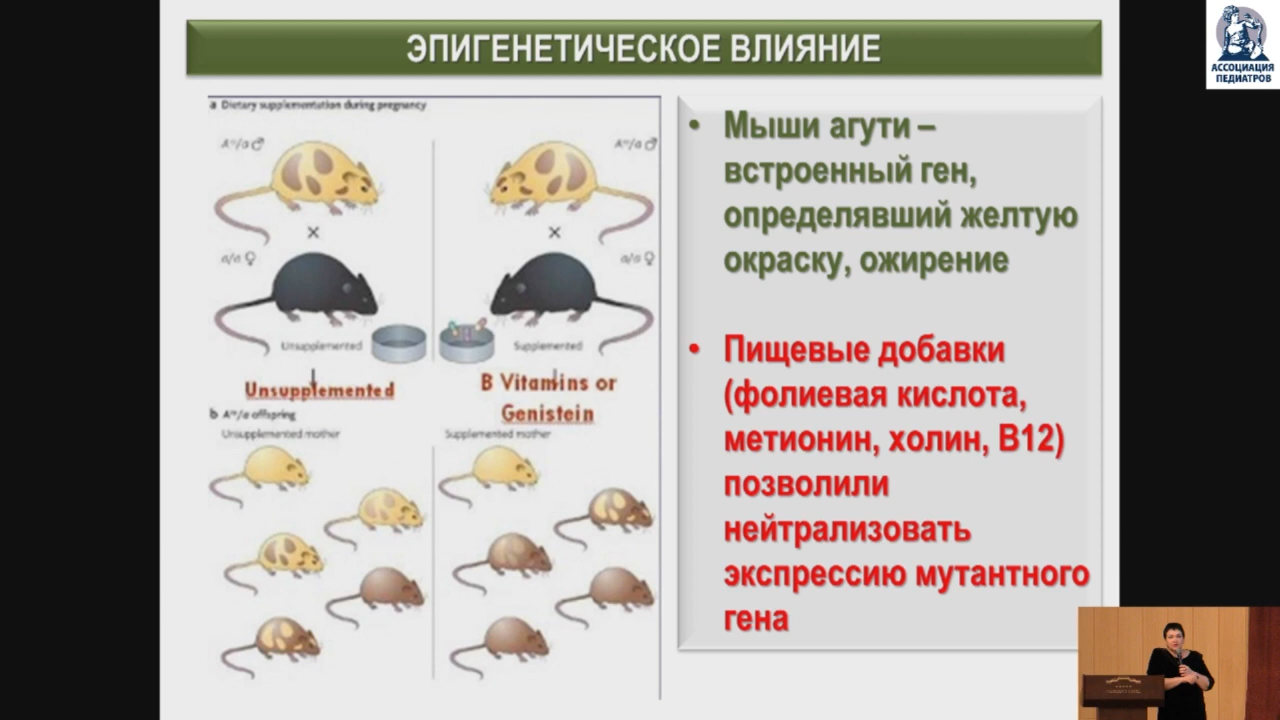 ЭПИГЕНЕТИЧЕСКОЕ ВЛИЯНИЕ
АССОЦИАЦИЯ
ПЕДИАТРОВ
a Dietary supplementation during pregnancy
a/a ♀
a/a ♀
Unsupplemented
Supplemented
Unsupplemented
B Vitamins or
Genistein
offspring
Unsupplemented mother
Supplemented mother
• Мыши агути –
встроенный ген,
определявший желтую
окраску, ожирение
• Пищевые добавки
(фолиевая кислота,
метионин, холин, В12)
позволили
нейтрализовать
экспрессию мутантного
гена